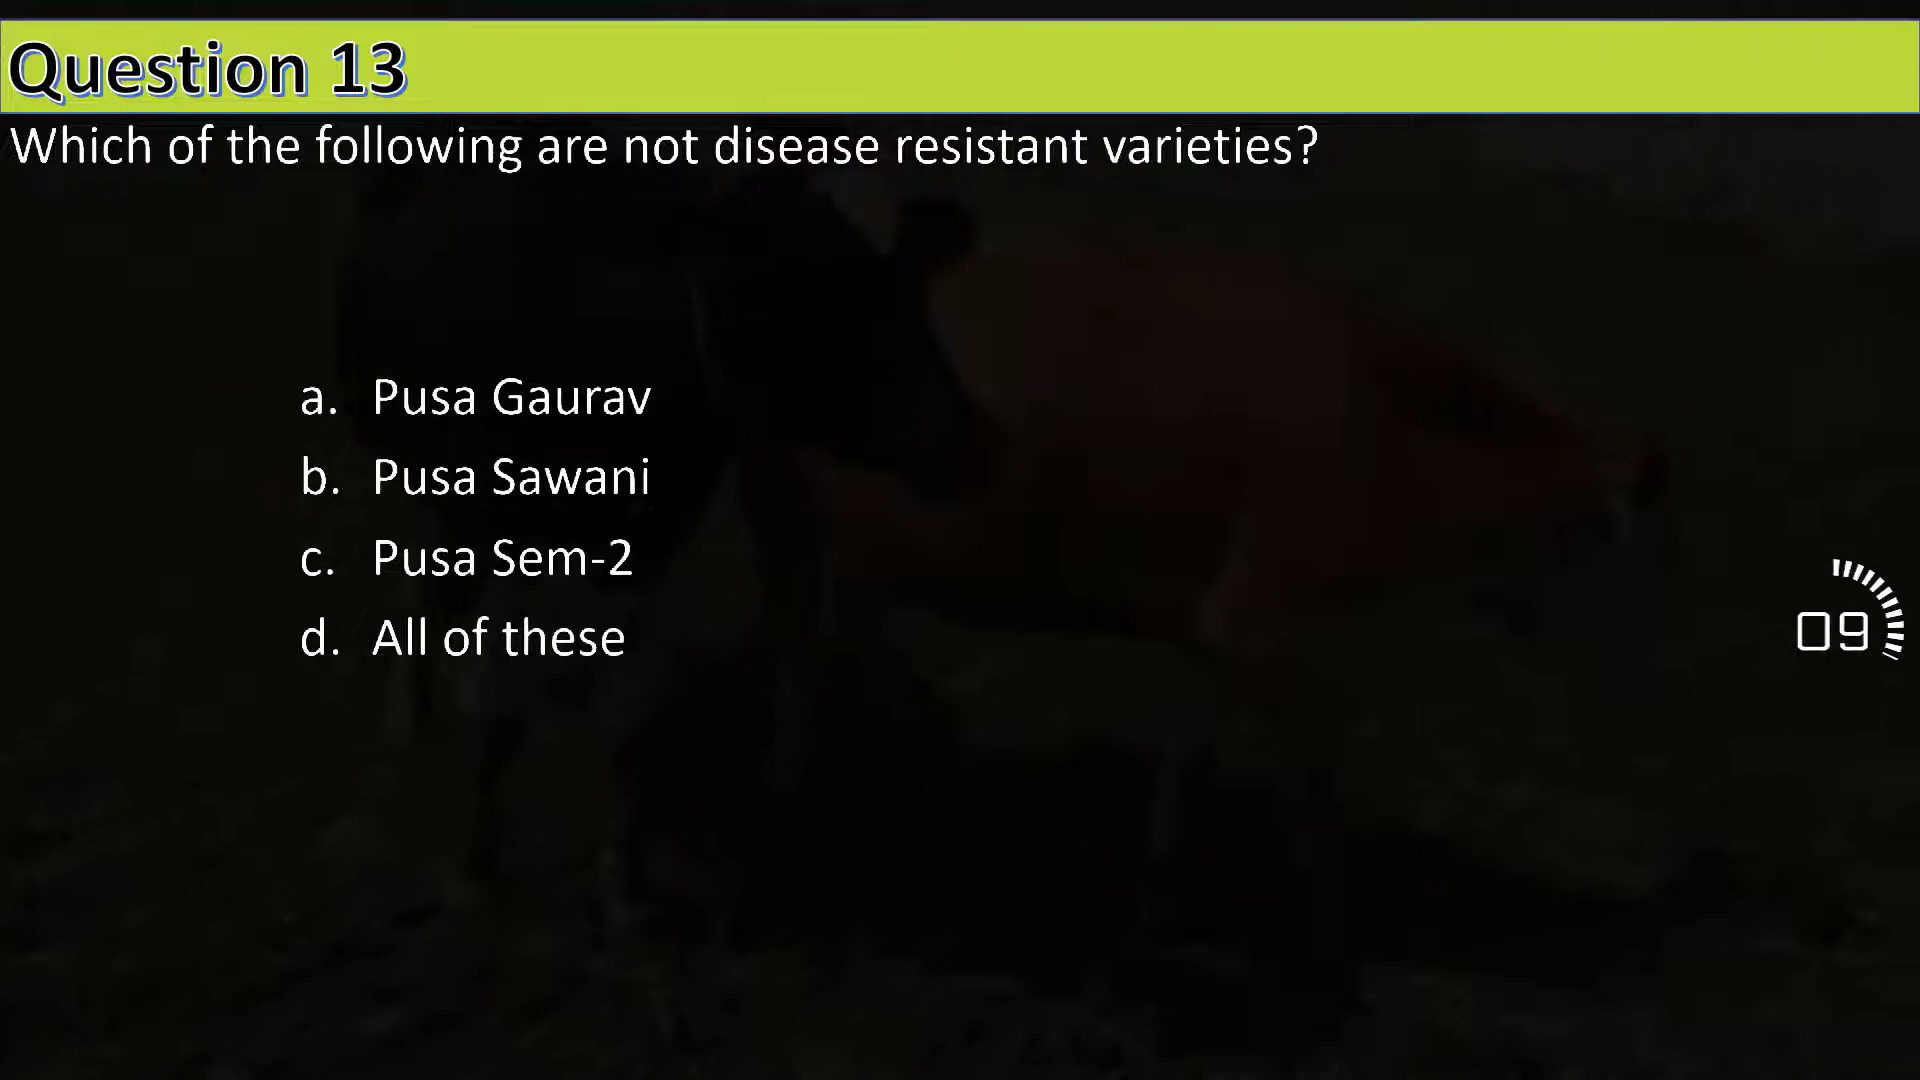 Question 13
Which of the following are not disease resistant varieties?
a. Pusa Gaurav
b. Pusa Sawani
c. Pusa Sem-2
d. All of these
09